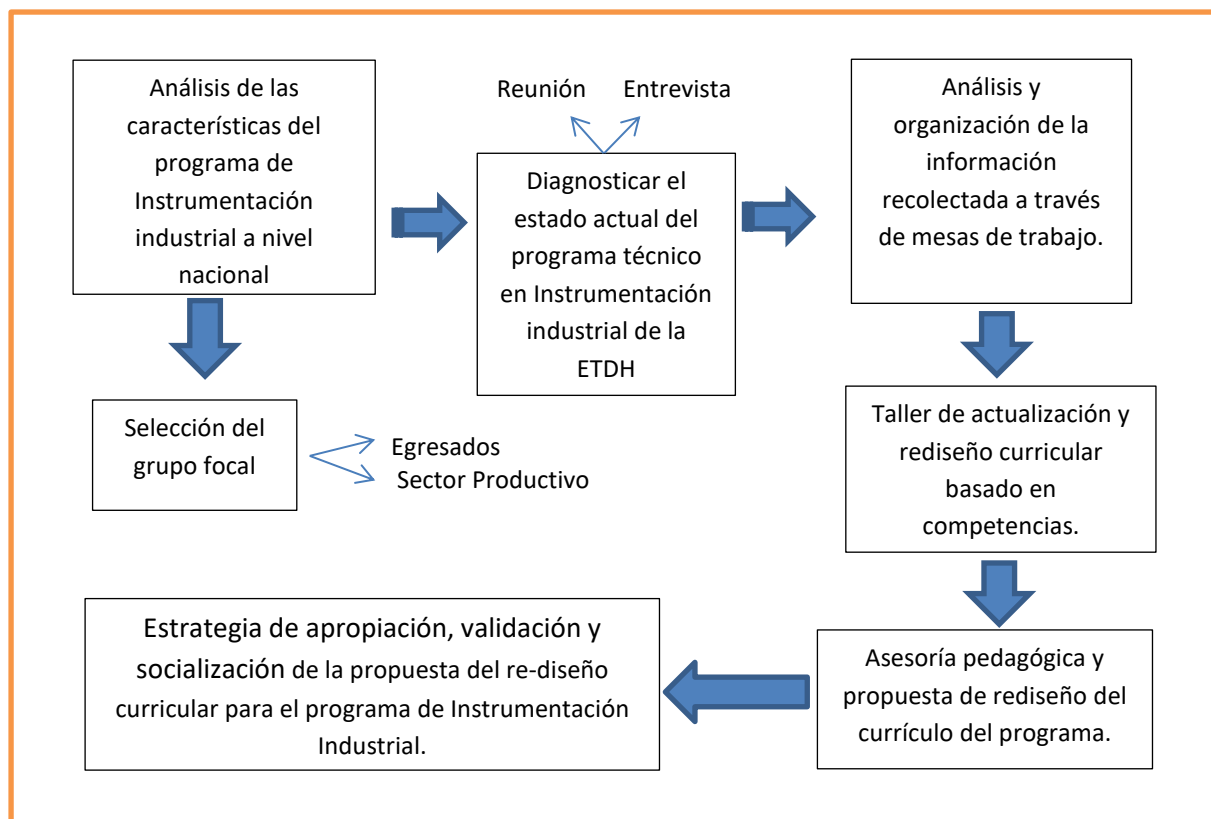 Análisis de las
características del
programa de
Instrumentación
industrial a nivel
nacional
Reunión
Entrevista
Diagnosticar el
estado actual del
programa técnico
en Instrumentación
industrial de la
ETDH
Análisis y
organización de la
información
recolectada a través
de mesas de trabajo.
Selección del
grupo focal
Egresados
Sector Productivo
Taller de actualización y
rediseño curricular
basado en
competencias.
Asesoría pedagógica y
propuesta de rediseño del
currículo del programa.
Estrategia de apropiación, validación y
socialización de la propuesta del re-diseño
curricular para el programa de Instrumentación
Industrial.